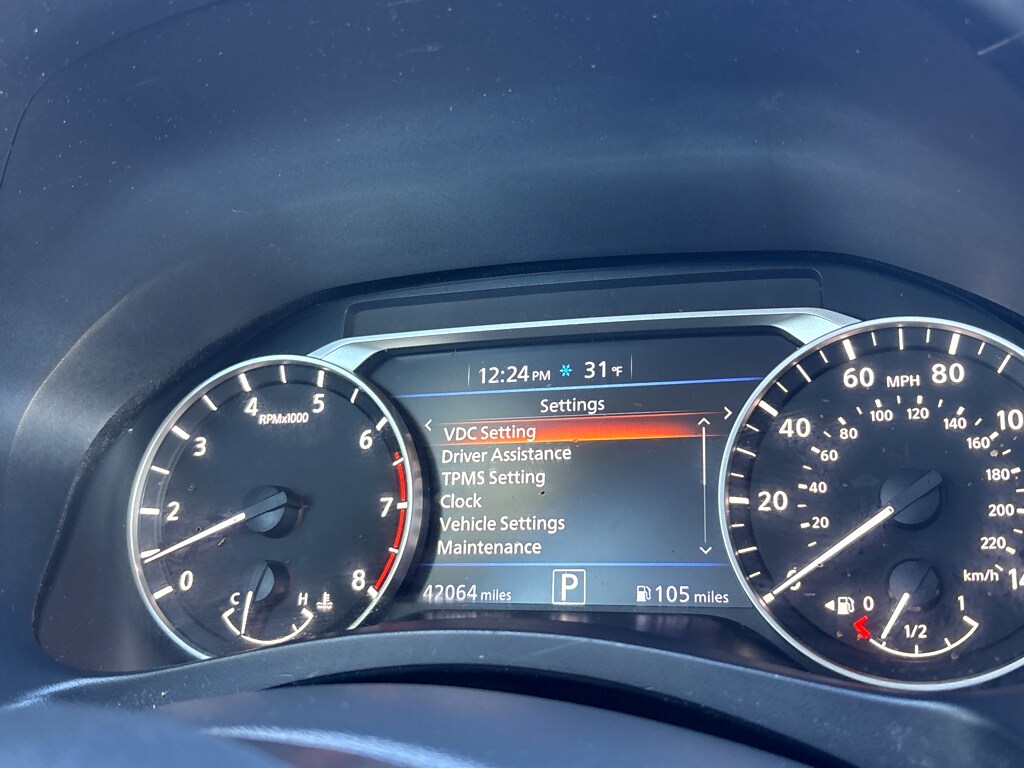 12:24 PM 31°F
Settings
VDC Setting
Driver Assistance
TPMS Setting
Clock
Vehicle Settings
Maintenance
42064 miles P 105 miles
0 2 3 4 5 6 7 8
RPMx1000
C H
0 20 40 60 80
MPH
20 40 60 80 100 120 140 160 180 200 220
km/h
0 1/2 1